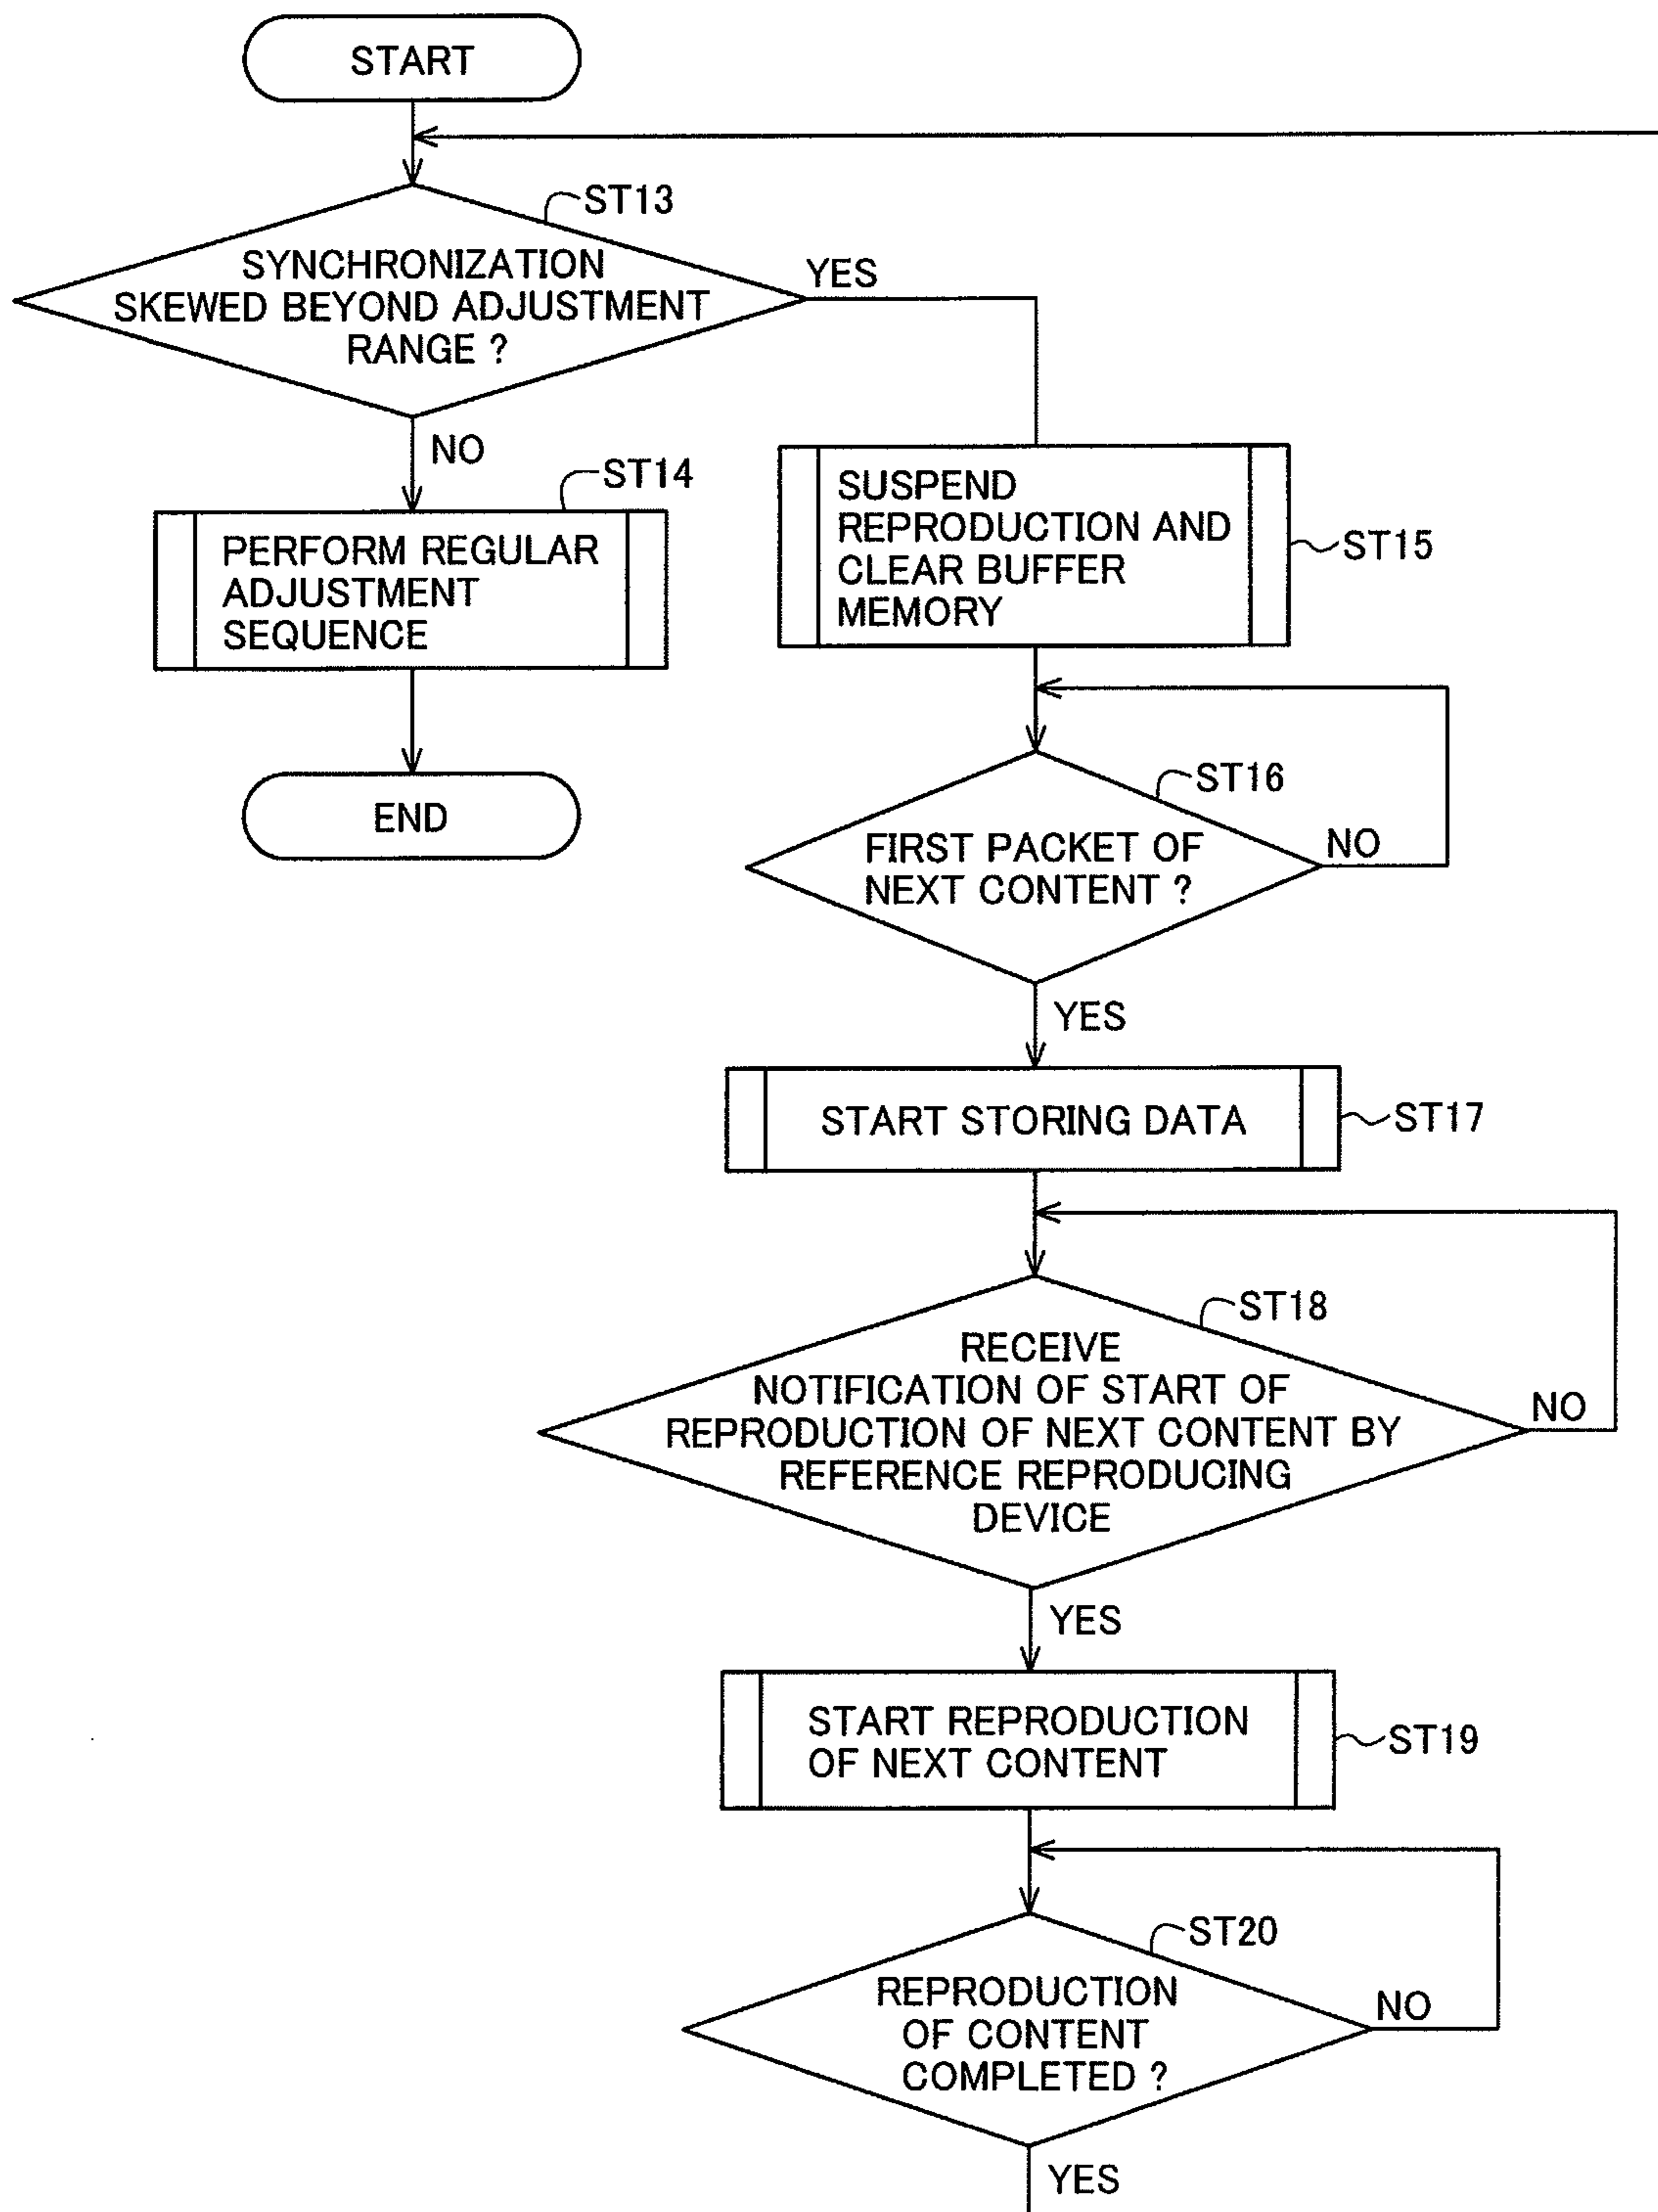 START
ST13
SYNCHRONIZATION
SKEWED BEYOND ADJUSTMENT
RANGE ?
YES
NO
ST14
PERFORM REGULAR
ADJUSTMENT
SEQUENCE
END
SUSPEND
REPRODUCTION AND
CLEAR BUFFER
MEMORY
ST15
ST16
FIRST PACKET OF
NEXT CONTENT ?
NO
YES
START STORING DATA
ST17
ST18
RECEIVE
NOTIFICATION OF START OF
REPRODUCTION OF NEXT CONTENT BY
REFERENCE REPRODUCING
DEVICE
NO
YES
START REPRODUCTION
OF NEXT CONTENT
ST19
ST20
REPRODUCTION
OF CONTENT
COMPLETED ?
NO
YES